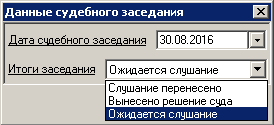 Данные судебного заседания
Дата судебного заседания 30.08.2016
Итоги заседания Ожидается слушание
Слушание перенесено
Вынесено решение суда
Ожидается слушание